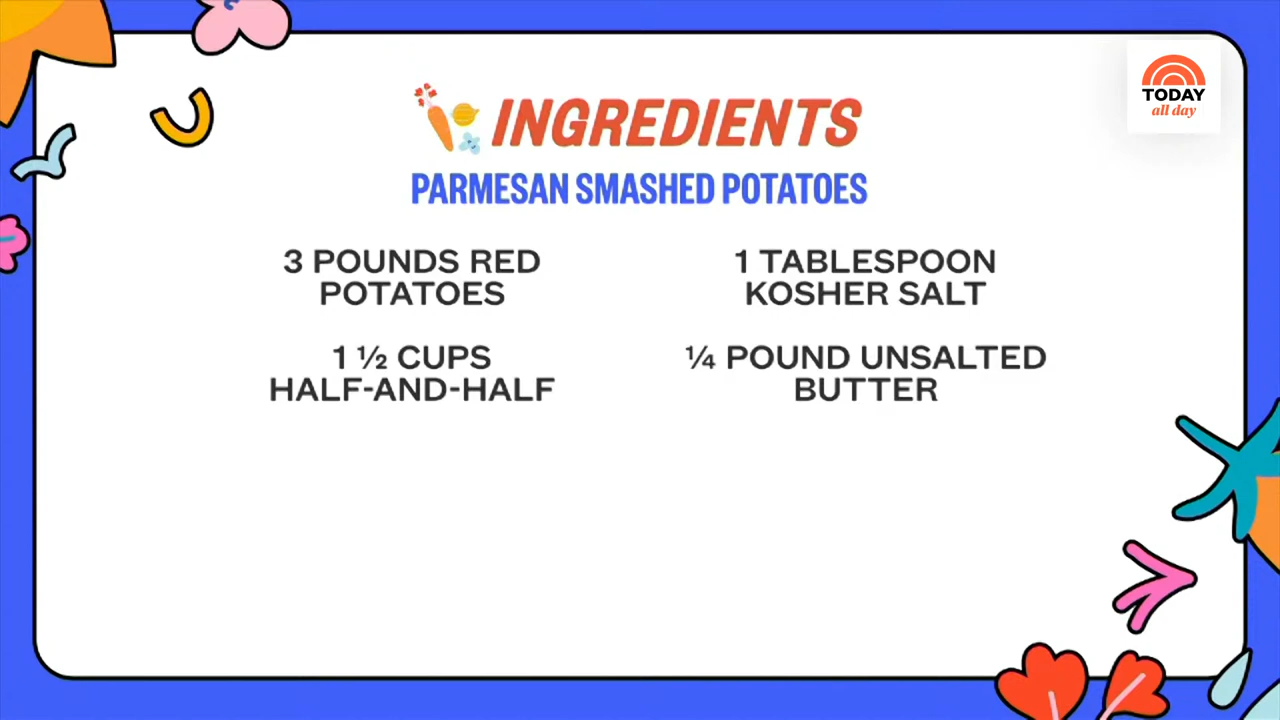 TODAY
all day
INGREDIENTS
PARMESAN SMASHED POTATOES
3 POUNDS RED
POTATOES
1 TABLESPOON
KOSHER SALT
1 ½ CUPS
HALF-AND-HALF
¼ POUND UNSALTED
BUTTER